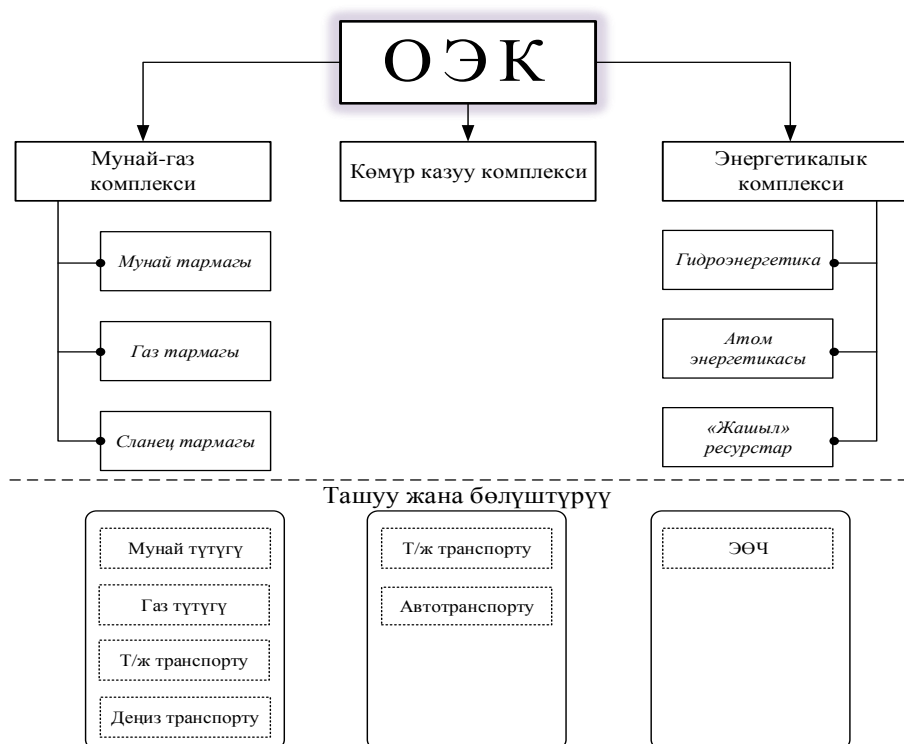 ОЭК
Мунай-газ
комплекси
Көмүр казуу комплекси
Энергетикалык
комплекси
Мунай тармагы
Газ тармагы
Сланец тармагы
Гидроэнергетика
Атом
энергетикасы
«Жашыл»
ресурстар
Ташуу жана бөлүштүрүү
Мунай түтүгү
Газ түтүгү
Т/ж транспорту
Деңиз транспорту
Т/ж транспорту
Автотранспорту
ЭӨЧ